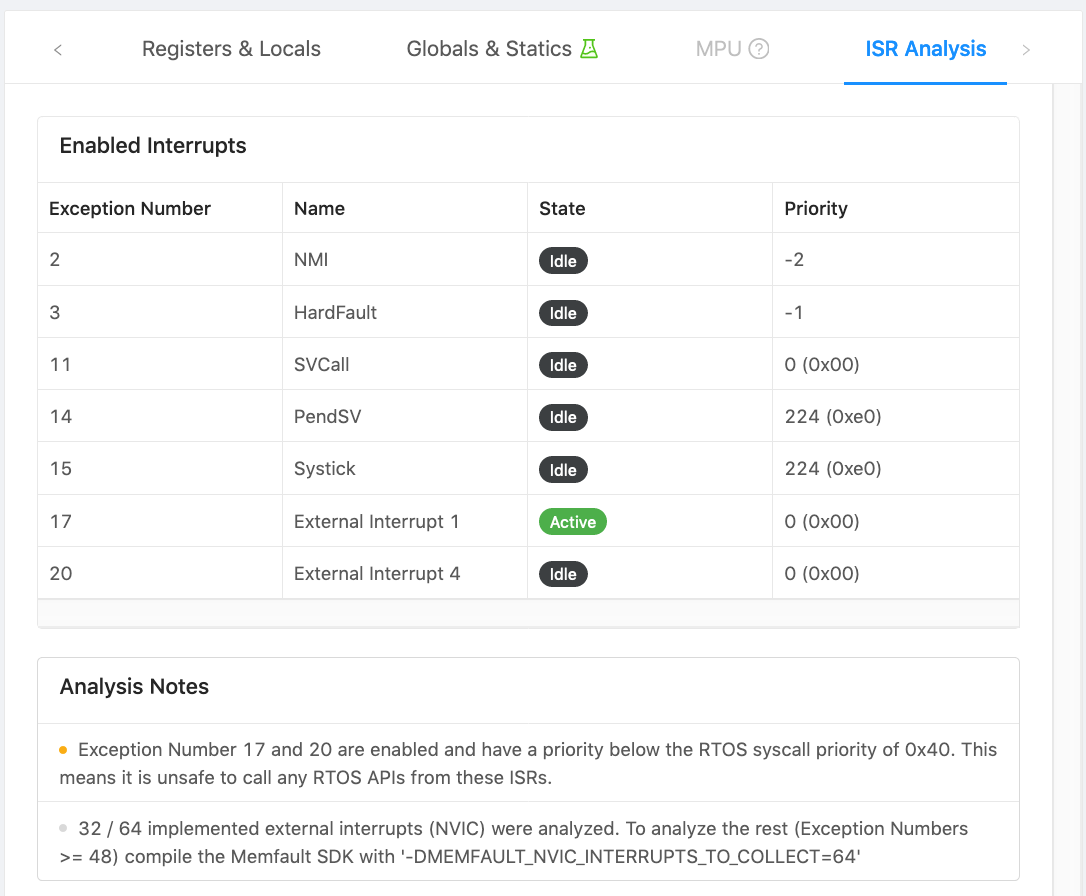 Registers & Locals Globals & Statics MPU ? ISR Analysis
Enabled Interrupts
Exception Number Name State Priority
2 NMI Idle -2
3 HardFault Idle -1
11 SVCall Idle 0 (0x00)
14 PendSV Idle 224 (0xe0)
15 Systick Idle 224 (0xe0)
17 External Interrupt 1 Active 0 (0x00)
20 External Interrupt 4 Idle 0 (0x00)
Analysis Notes
Exception Number 17 and 20 are enabled and have a priority below the RTOS syscall priority of 0x40. This
means it is unsafe to call any RTOS APIs from these ISRs.
32 / 64 implemented external interrupts (NVIC) were analyzed. To analyze the rest (Exception Numbers
>= 48) compile the Memfault SDK with '-DMEMFAULT_NVIC_INTERRUPTS_TO_COLLECT=64'